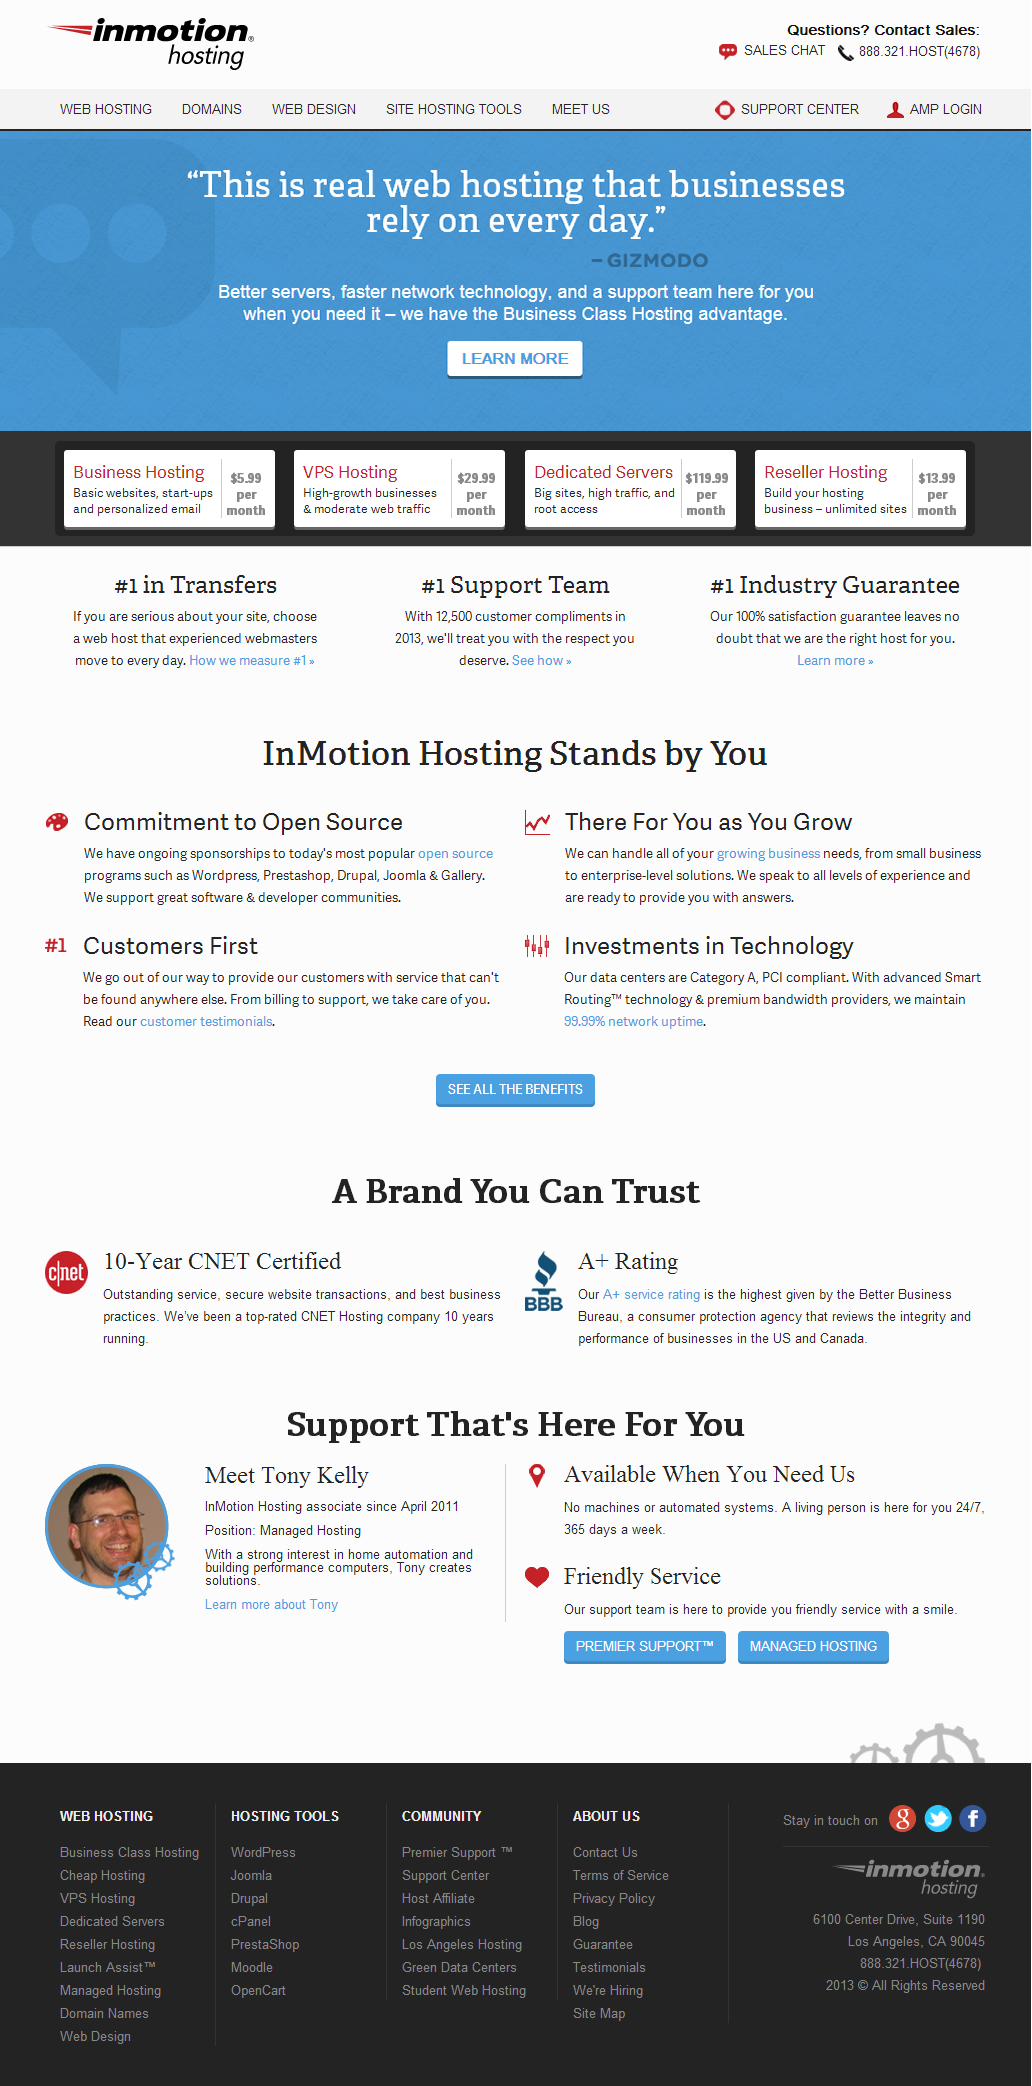 inmotion®
hosting
Questions? Contact Sales:
SALES CHAT 888.321.HOST(4678)
WEB HOSTING DOMAINS WEB DESIGN SITE HOSTING TOOLS MEET US SUPPORT CENTER AMP LOGIN
“This is real web hosting that businesses
rely on every day.”
– GIZMODO
Better servers, faster network technology, and a support team here for you
when you need it – we have the Business Class Hosting advantage.
LEARN MORE
Business Hosting
Basic websites, start-ups
and personalized email
$5.99
per
month
VPS Hosting
High-growth businesses
& moderate web traffic
$29.99
per
month
Dedicated Servers
Big sites, high traffic, and
root access
$119.99
per
month
Reseller Hosting
Build your hosting
business – unlimited sites
$13.99
per
month
#1 in Transfers
If you are serious about your site, choose
a web host that experienced webmasters
move to every day. How we measure #1 »
#1 Support Team
With 12,500 customer compliments in
2013, we'll treat you with the respect you
deserve. See how »
#1 Industry Guarantee
Our 100% satisfaction guarantee leaves no
doubt that we are the right host for you.
Learn more »
InMotion Hosting Stands by You
Commitment to Open Source
We have ongoing sponsorships to today's most popular open source
programs such as Wordpress, Prestashop, Drupal, Joomla & Gallery.
We support great software & developer communities.
There For You as You Grow
We can handle all of your growing business needs, from small business
to enterprise-level solutions. We speak to all levels of experience and
are ready to provide you with answers.
#1 Customers First
We go out of our way to provide our customers with service that can't
be found anywhere else. From billing to support, we take care of you.
Read our customer testimonials.
Investments in Technology
Our data centers are Category A, PCI compliant. With advanced Smart
Routing™ technology & premium bandwidth providers, we maintain
99.99% network uptime.
SEE ALL THE BENEFITS
A Brand You Can Trust
c|net
10-Year CNET Certified
Outstanding service, secure website transactions, and best business
practices. We've been a top-rated CNET Hosting company 10 years
running.
BBB
A+ Rating
Our A+ service rating is the highest given by the Better Business
Bureau, a consumer protection agency that reviews the integrity and
performance of businesses in the US and Canada.
Support That's Here For You
Meet Tony Kelly
InMotion Hosting associate since April 2011
Position: Managed Hosting
With a strong interest in home automation and
building performance computers, Tony creates
solutions.
Learn more about Tony
Available When You Need Us
No machines or automated systems. A living person is here for you 24/7,
365 days a week.
Friendly Service
Our support team is here to provide you friendly service with a smile.
PREMIER SUPPORT™ MANAGED HOSTING
WEB HOSTING
Business Class Hosting
Cheap Hosting
VPS Hosting
Dedicated Servers
Reseller Hosting
Launch Assist™
Managed Hosting
Domain Names
Web Design
HOSTING TOOLS
WordPress
Joomla
Drupal
cPanel
PrestaShop
Moodle
OpenCart
COMMUNITY
Premier Support ™
Support Center
Host Affiliate
Infographics
Los Angeles Hosting
Green Data Centers
Student Web Hosting
ABOUT US
Contact Us
Terms of Service
Privacy Policy
Blog
Guarantee
Testimonials
We're Hiring
Site Map
Stay in touch on g f
inmotion®
hosting
6100 Center Drive, Suite 1190
Los Angeles, CA 90045
888.321.HOST(4678)
2013 © All Rights Reserved